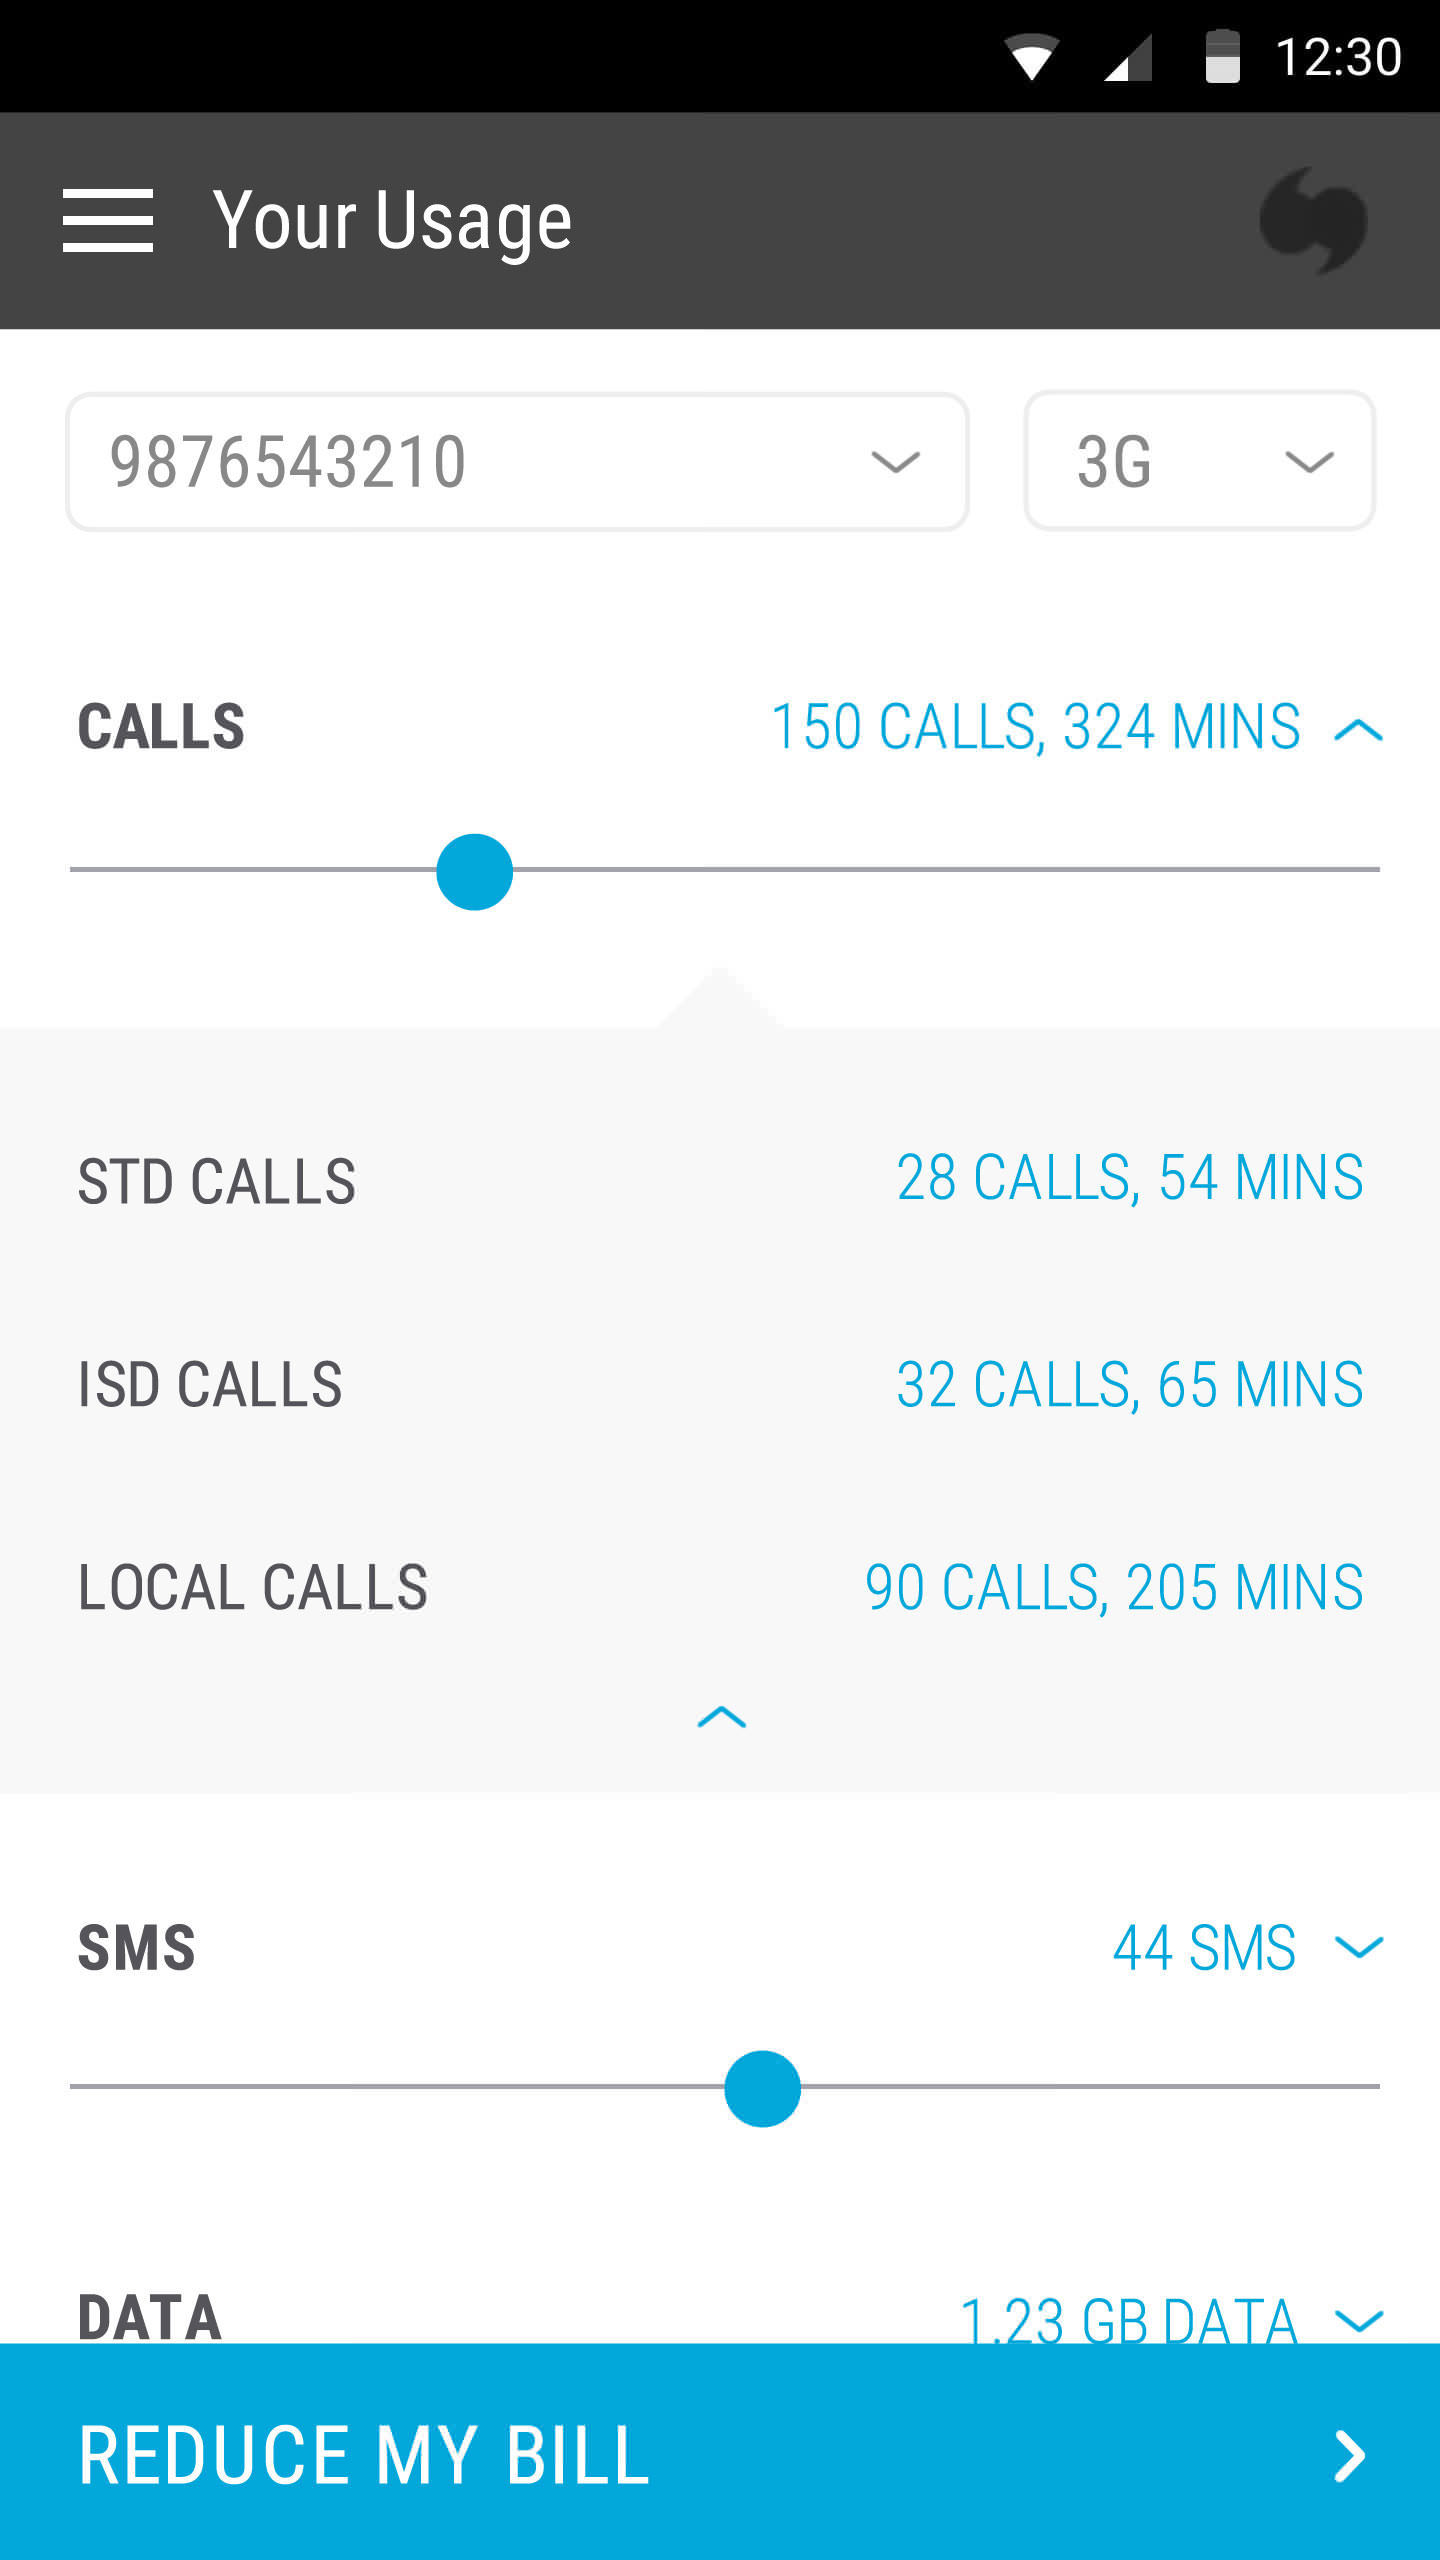 12:30
Your Usage
9876543210 3G
CALLS 150 CALLS, 324 MINS
STD CALLS 28 CALLS, 54 MINS
ISD CALLS 32 CALLS, 65 MINS
LOCAL CALLS 90 CALLS, 205 MINS
SMS 44 SMS
DATA 1.23 GB DATA
REDUCE MY BILL